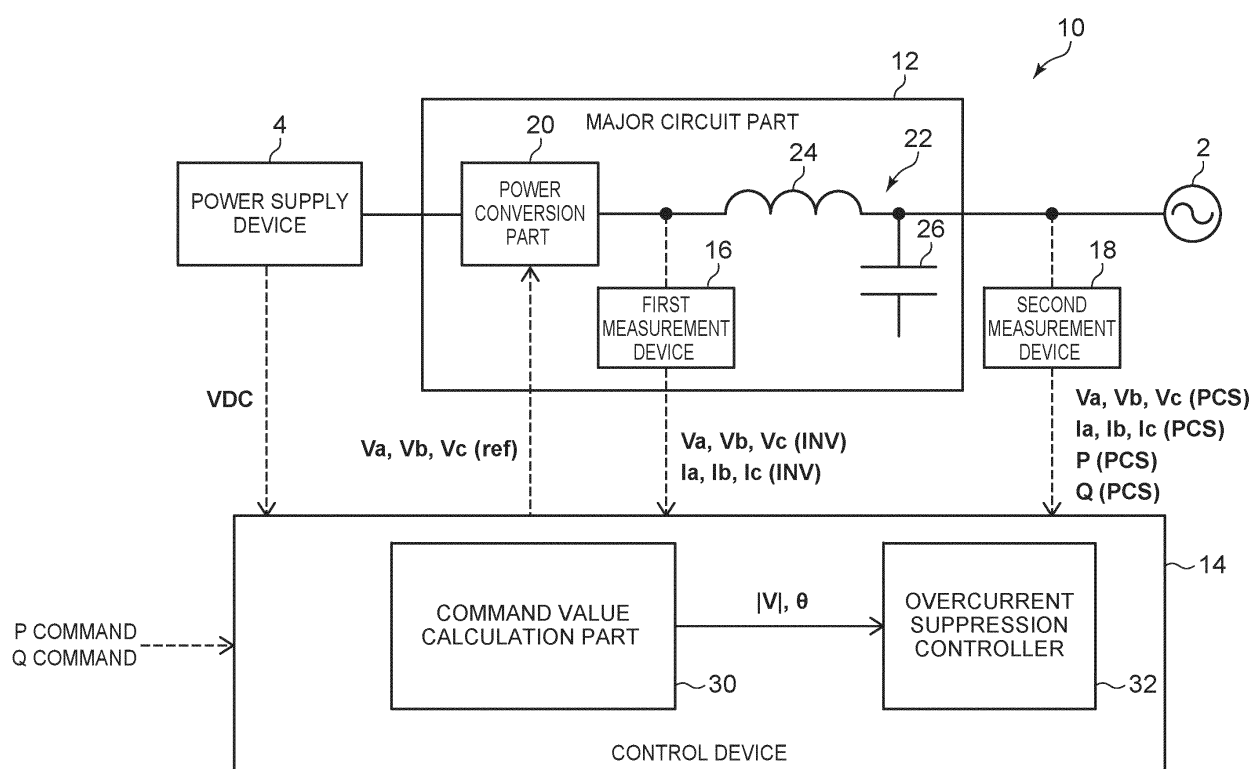 10
12
MAJOR CIRCUIT PART
4
POWER SUPPLY
DEVICE
20
POWER
CONVERSION
PART
24
22
2
26
16
FIRST
MEASUREMENT
DEVICE
18
SECOND
MEASUREMENT
DEVICE
VDC
Va, Vb, Vc (ref)
Va, Vb, Vc (INV)
Ia, Ib, Ic (INV)
Va, Vb, Vc (PCS)
Ia, Ib, Ic (PCS)
P (PCS)
Q (PCS)
14
P COMMAND
Q COMMAND
COMMAND VALUE
CALCULATION PART
30
|V|, θ
OVERCURRENT
SUPPRESSION
CONTROLLER
32
CONTROL DEVICE